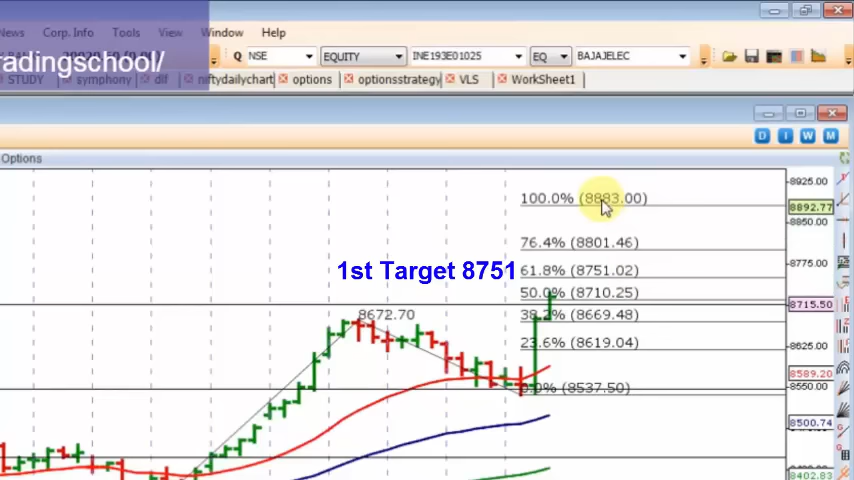 News Corp. Info Tools View Window Help
radingschool/
Q NSE EQUITY INE193E01025 EQ BAJAJELEC
STUDY symphony dlf niftydailychart options optionsstrategy VLS WorkSheet1
D I W M
Options
8925.00
100.0% (8883.00)
8892.77
8850.00
76.4% (8801.46)
1st Target 8751
61.8% (8751.02)
8775.00
50.0% (8710.25)
8715.50
8672.70
38.2% (8669.48)
23.6% (8619.04)
8625.00
8589.20
0.0% (8537.50)
8550.00
8500.74
8402.83